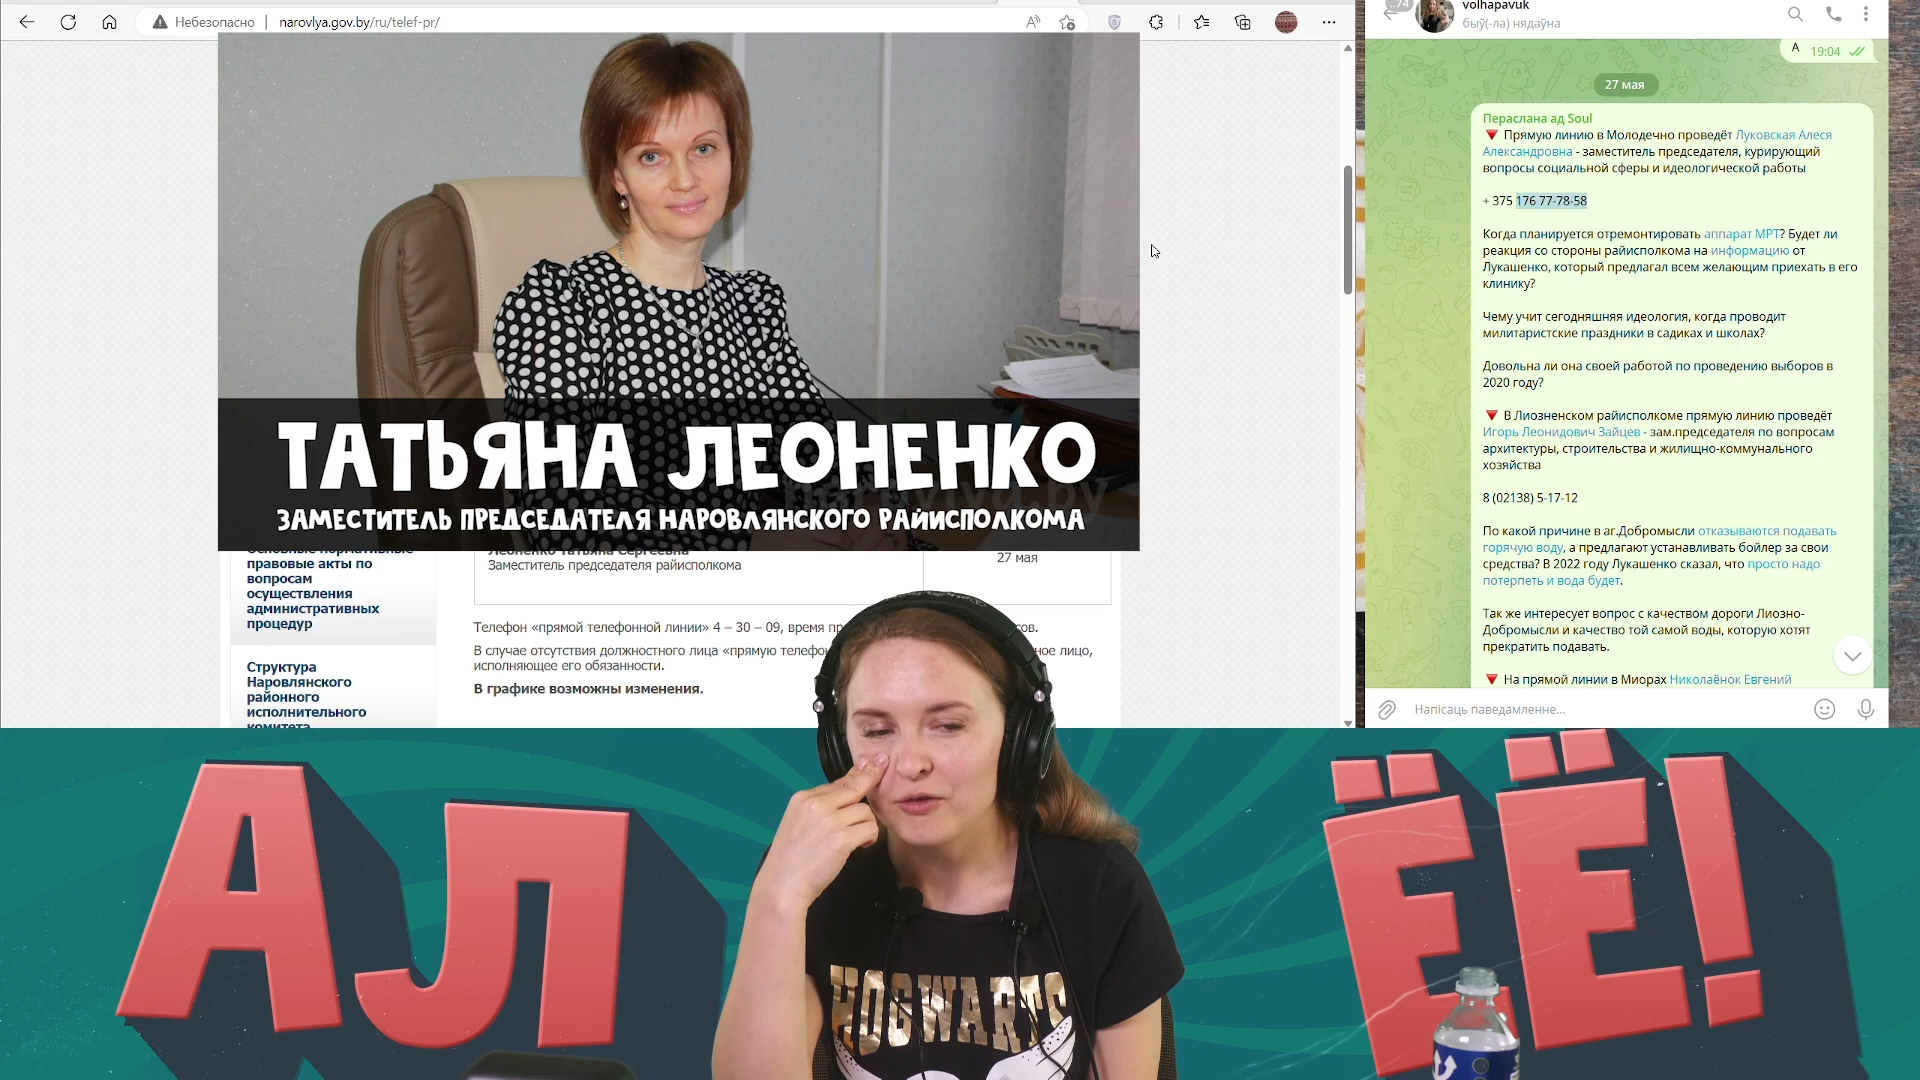 Небезопасно
narovlya.gov.by/ru/telef-pr/
ТАТЬЯНА ЛЕОНЕНКО
ЗАМЕСТИТЕЛЬ ПРЕДСЕДАТЕЛЯ НАРОВЛЯНСКОГО РАЙИСПОЛКОМА
Основные нормативные
правовые акты по
вопросам
осуществления
административных
процедур
Структура
Наровлянского
районного
исполнительного
комитета
Леоненко Татьяна Сергеевна
Заместитель председателя райисполкома
27 мая
Телефон «прямой телефонной линии» 4 – 30 – 09, время
В случае отсутствия должностного лица «прямую
лицо,
исполняющее его обязанности.
В графике возможны изменения.
volhapavuk
быў(-ла) нядаўна
А 19:04
27 мая
Пераслана ад Soul
Прямую линию в Молодечно проведёт Луковская Алеся
Александровна - заместитель председателя, курирующий
вопросы социальной сферы и идеологической работы
+ 375 176 77-78-58
Когда планируется отремонтировать аппарат МРТ? Будет ли
реакция со стороны райисполкома на информацию от
Лукашенко, который предлагал всем желающим приехать в его
клинику?
Чему учит сегодняшняя идеология, когда проводит
милитаристские праздники в садиках и школах?
Довольна ли она своей работой по проведению выборов в
2020 году?
В Лиозненском райисполкоме прямую линию проведёт
Игорь Леонидович Зайцев - зам.председателя по вопросам
архитектуры, строительства и жилищно-коммунального
хозяйства
8 (02138) 5-17-12
По какой причине в аг.Добромысли отказываются подавать
горячую воду, а предлагают устанавливать бойлер за свои
средства? В 2022 году Лукашенко сказал, что просто надо
потерпеть и вода будет.
Так же интересует вопрос с качеством дороги Лиозно-
Добромысли и качество той самой воды, которую хотят
прекратить подавать.
На прямой линии в Миорах Николаёнок Евгений
Напісаць паведамленне...
АЛ ЁЁ!
HOGWARTS